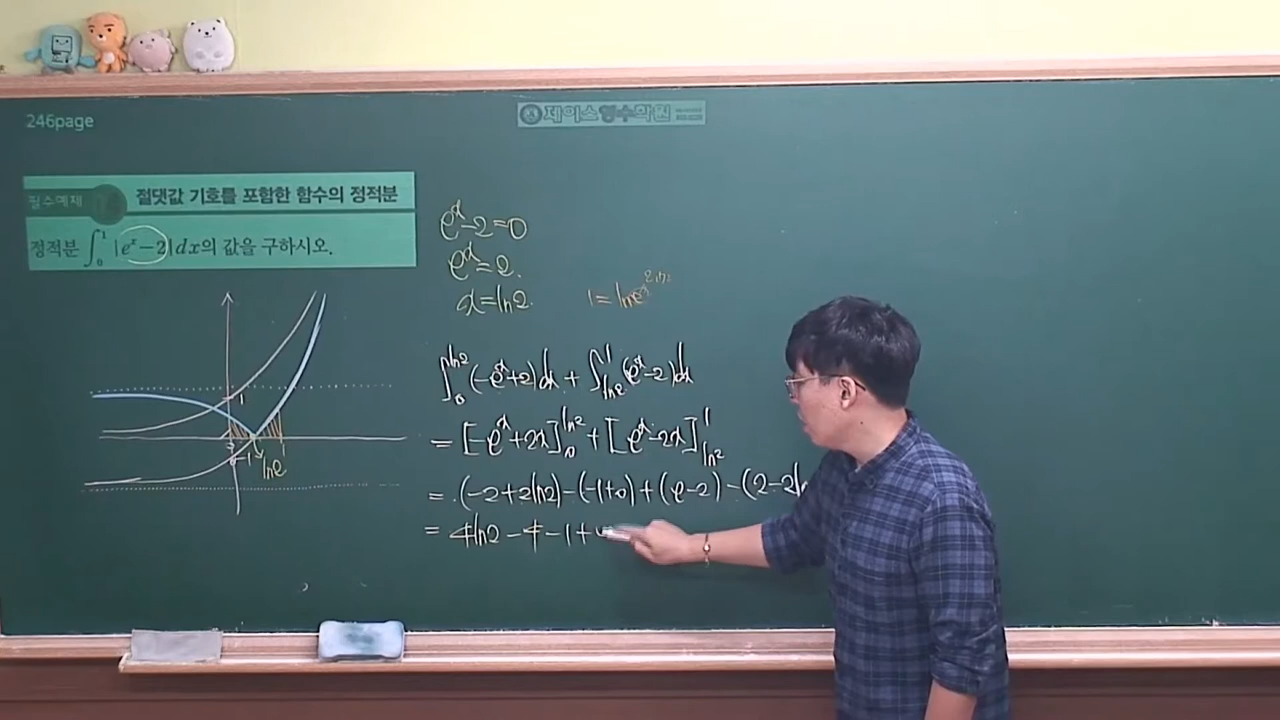 246page
제이스영수학원
필수예제
절댓값 기호를 포함한 함수의 정적분
정적분 ∫₀¹ |eˣ−2|dx의 값을 구하시오.
eˣ−2=0
eˣ=2.
x=ln2.
1=lne
∫₀^ln2 (−eˣ+2)dx + ∫_ln2^1 (eˣ−2)dx
= [−eˣ+2x]₀^ln2 + [eˣ−2x]_ln2^1
= (−2+2ln2)−(−1+0)+(e−2)−(2−2ln
= 4ln2−4−1+
1
−1
ln2